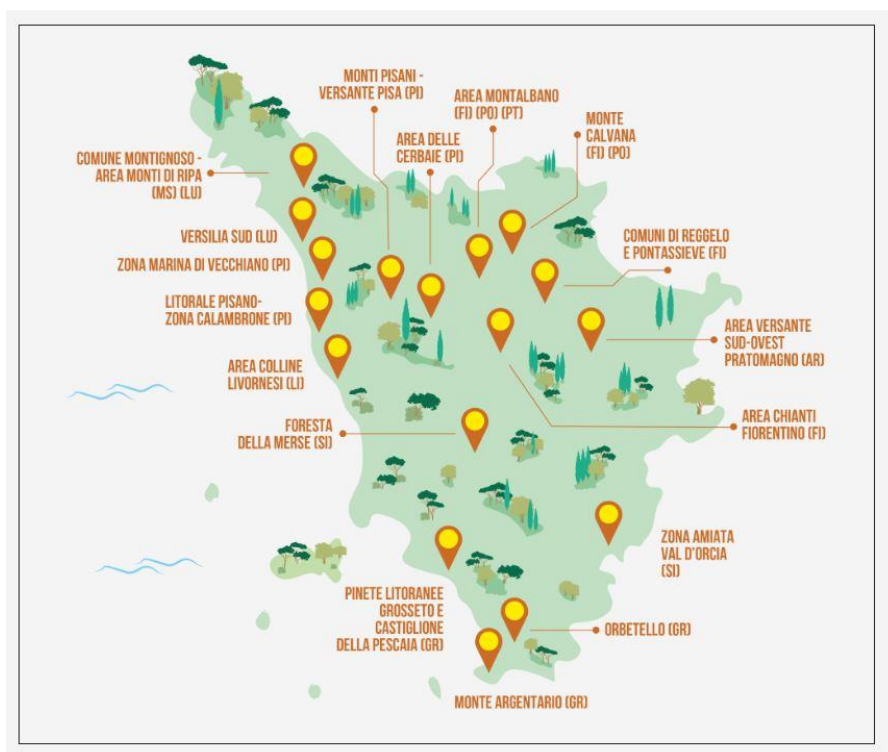 MONTI PISANI -
VERSANTE PISA (PI)
AREA MONTALBANO
(FI) (PO) (PT)
MONTE
CALVANA
(FI) (PO)
AREA DELLE
CERBAIE (PI)
COMUNE MONTIGNOSO -
AREA MONTI DI RIPA
(MS) (LU)
VERSILIA SUD (LU)
ZONA MARINA DI VECCHIANO (PI)
COMUNI DI REGGELO
E PONTASSIEVE (FI)
LITORALE PISANO-
ZONA CALAMBRONE (PI)
AREA VERSANTE
SUD-OVEST
PRATOMAGNO (AR)
AREA COLLINE
LIVORNESI (LI)
AREA CHIANTI
FIORENTINO (FI)
FORESTA
DELLA MERSE (SI)
ZONA AMIATA
VAL D'ORCIA
(SI)
PINETE LITORANEE
GROSSETO E
CASTIGLIONE
DELLA PESCAIA (GR)
ORBETELLO (GR)
MONTE ARGENTARIO (GR)